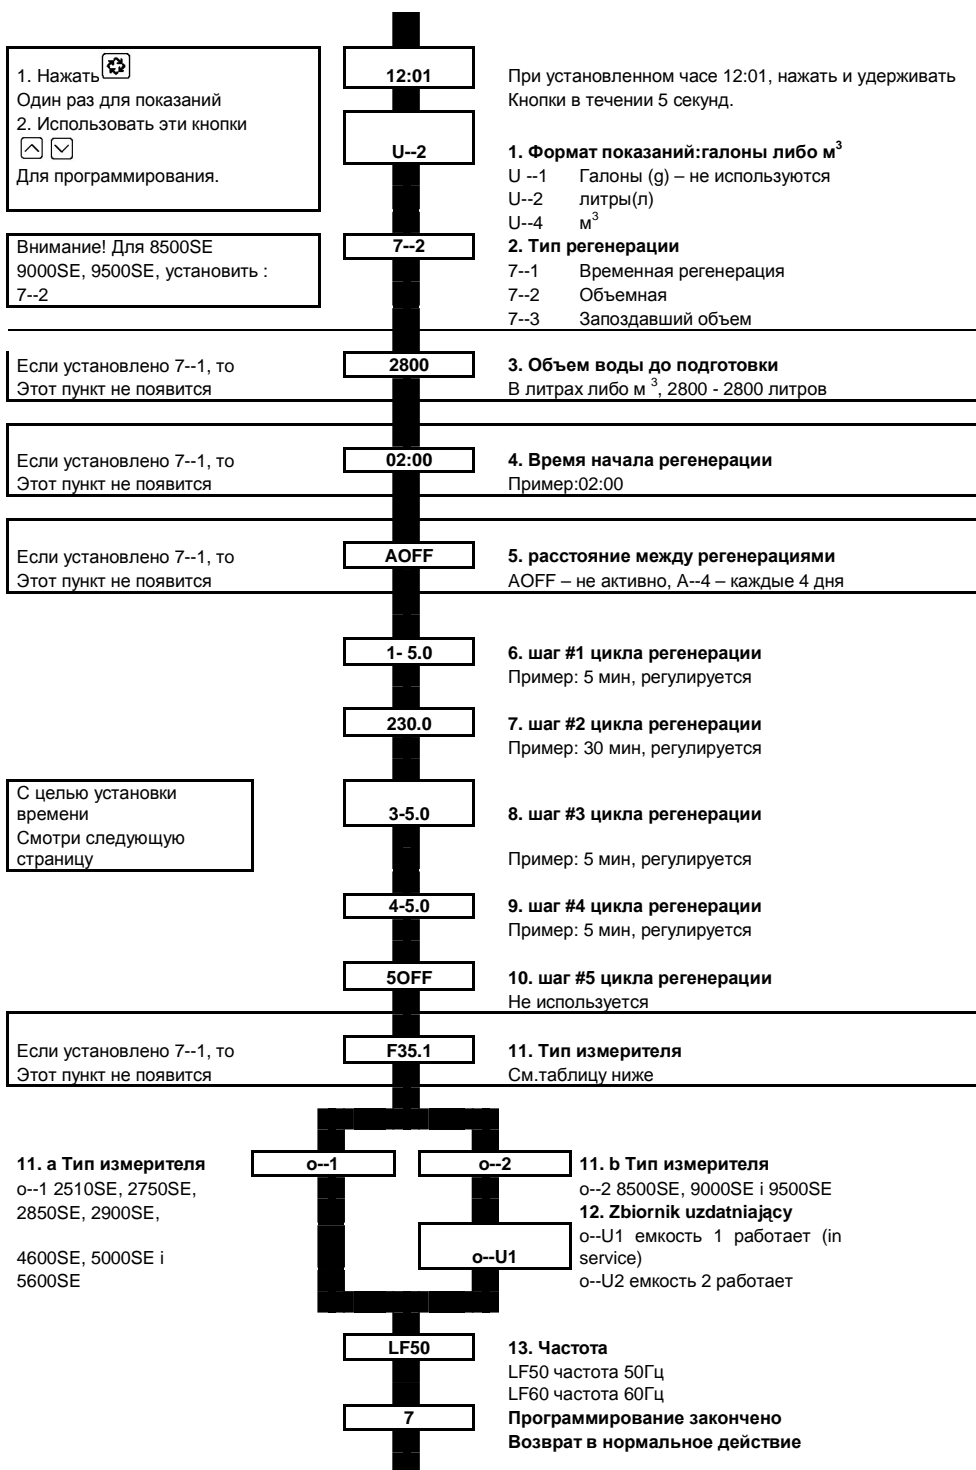 1. Нажать
Один раз для показаний
2. Использовать эти кнопки
Для программирования.
12:01
При установленном часе 12:01, нажать и удерживать
Кнопки в течении 5 секунд.
U--2
1. Формат показаний:галоны либо м³
U --1 Галоны (g) – не используются
U--2 литры(л)
U--4 м³
Внимание! Для 8500SE
9000SE, 9500SE, установить :
7--2
7--2
2. Тип регенерации
7--1 Временная регенерация
7--2 Объемная
7--3 Запоздавший объем
Если установлено 7--1, то
Этот пункт не появится
2800
3. Объем воды до подготовки
В литрах либо м ³, 2800 - 2800 литров
Если установлено 7--1, то
Этот пункт не появится
02:00
4. Время начала регенерации
Пример:02:00
Если установлено 7--1, то
Этот пункт не появится
AOFF
5. расстояние между регенерациями
AOFF – не активно, A--4 – каждые 4 дня
1- 5.0
6. шаг #1 цикла регенерации
Пример: 5 мин, регулируется
230.0
7. шаг #2 цикла регенерации
Пример: 30 мин, регулируется
С целью установки
времени
Смотри следующую
страницу
3-5.0
8. шаг #3 цикла регенерации
Пример: 5 мин, регулируется
4-5.0
9. шаг #4 цикла регенерации
Пример: 5 мин, регулируется
5OFF
10. шаг #5 цикла регенерации
Не используется
Если установлено 7--1, то
Этот пункт не появится
F35.1
11. Тип измерителя
См.таблицу ниже
11. a Тип измерителя
o--1 2510SE, 2750SE,
2850SE, 2900SE,
4600SE, 5000SE i
5600SE
o--1
o--2
11. b Тип измерителя
o--2 8500SE, 9000SE i 9500SE
12. Zbiornik uzdatniający
o--U1 емкость 1 работает (in
service)
o--U2 емкость 2 работает
o--U1
LF50
13. Частота
LF50 частота 50Гц
LF60 частота 60Гц
7
Программирование закончено
Возврат в нормальное действие